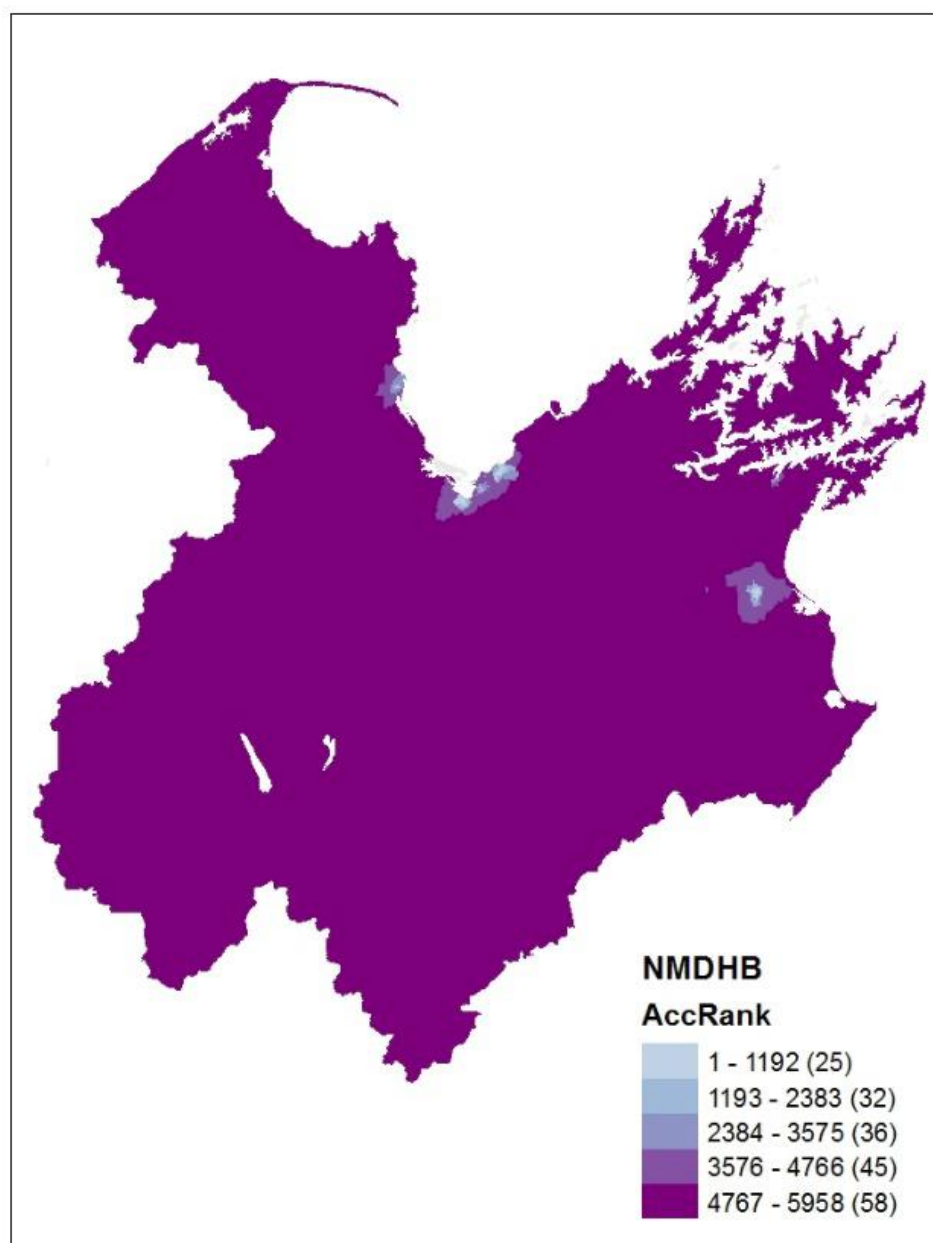 NMDHB
AccRank
1 - 1192 (25)
1193 - 2383 (32)
2384 - 3575 (36)
3576 - 4766 (45)
4767 - 5958 (58)